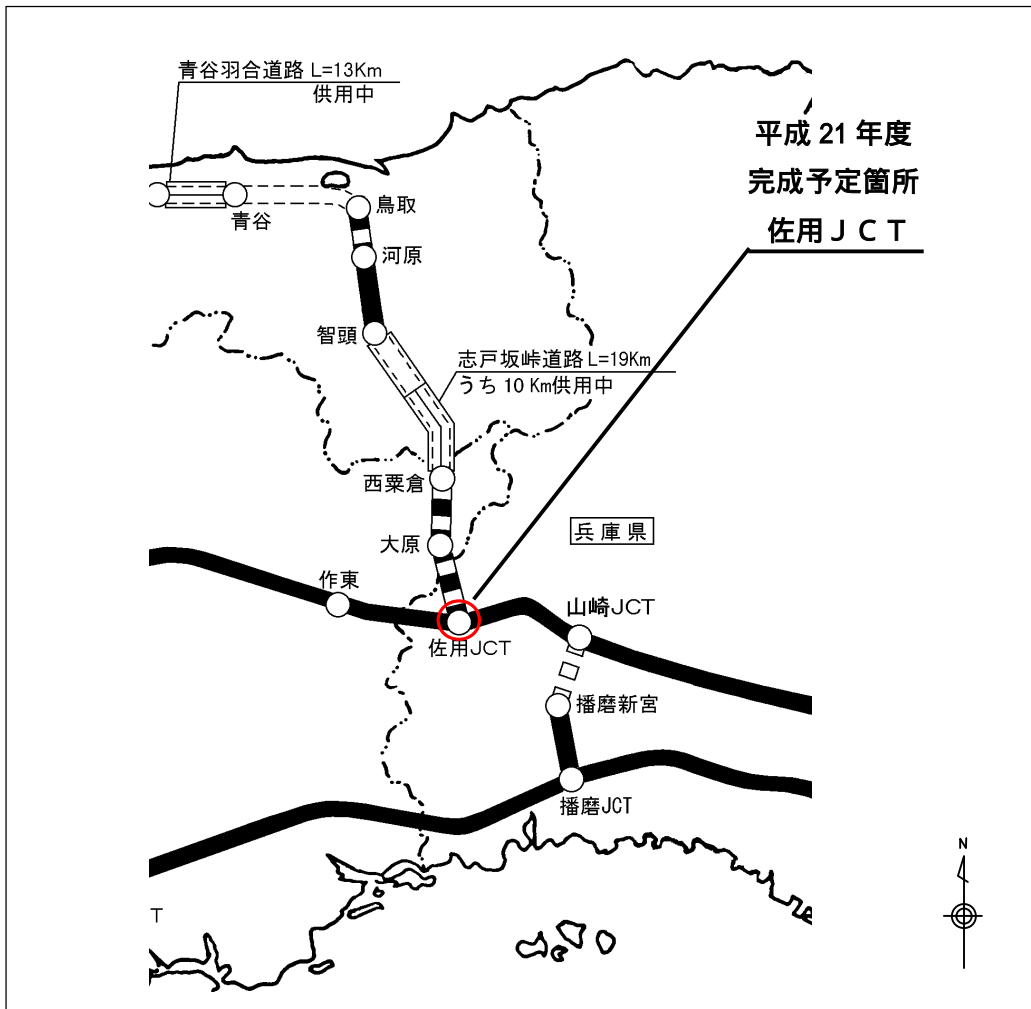 青谷羽合道路 L=13Km
供用中
平成 21 年度
完成予定箇所
佐用ＪＣＴ
青谷
鳥取
河原
智頭
志戸坂峠道路 L=19Km
うち 10 Km供用中
西粟倉
大原
兵庫県
作東
佐用JCT
山崎JCT
播磨新宮
播磨JCT
T
N